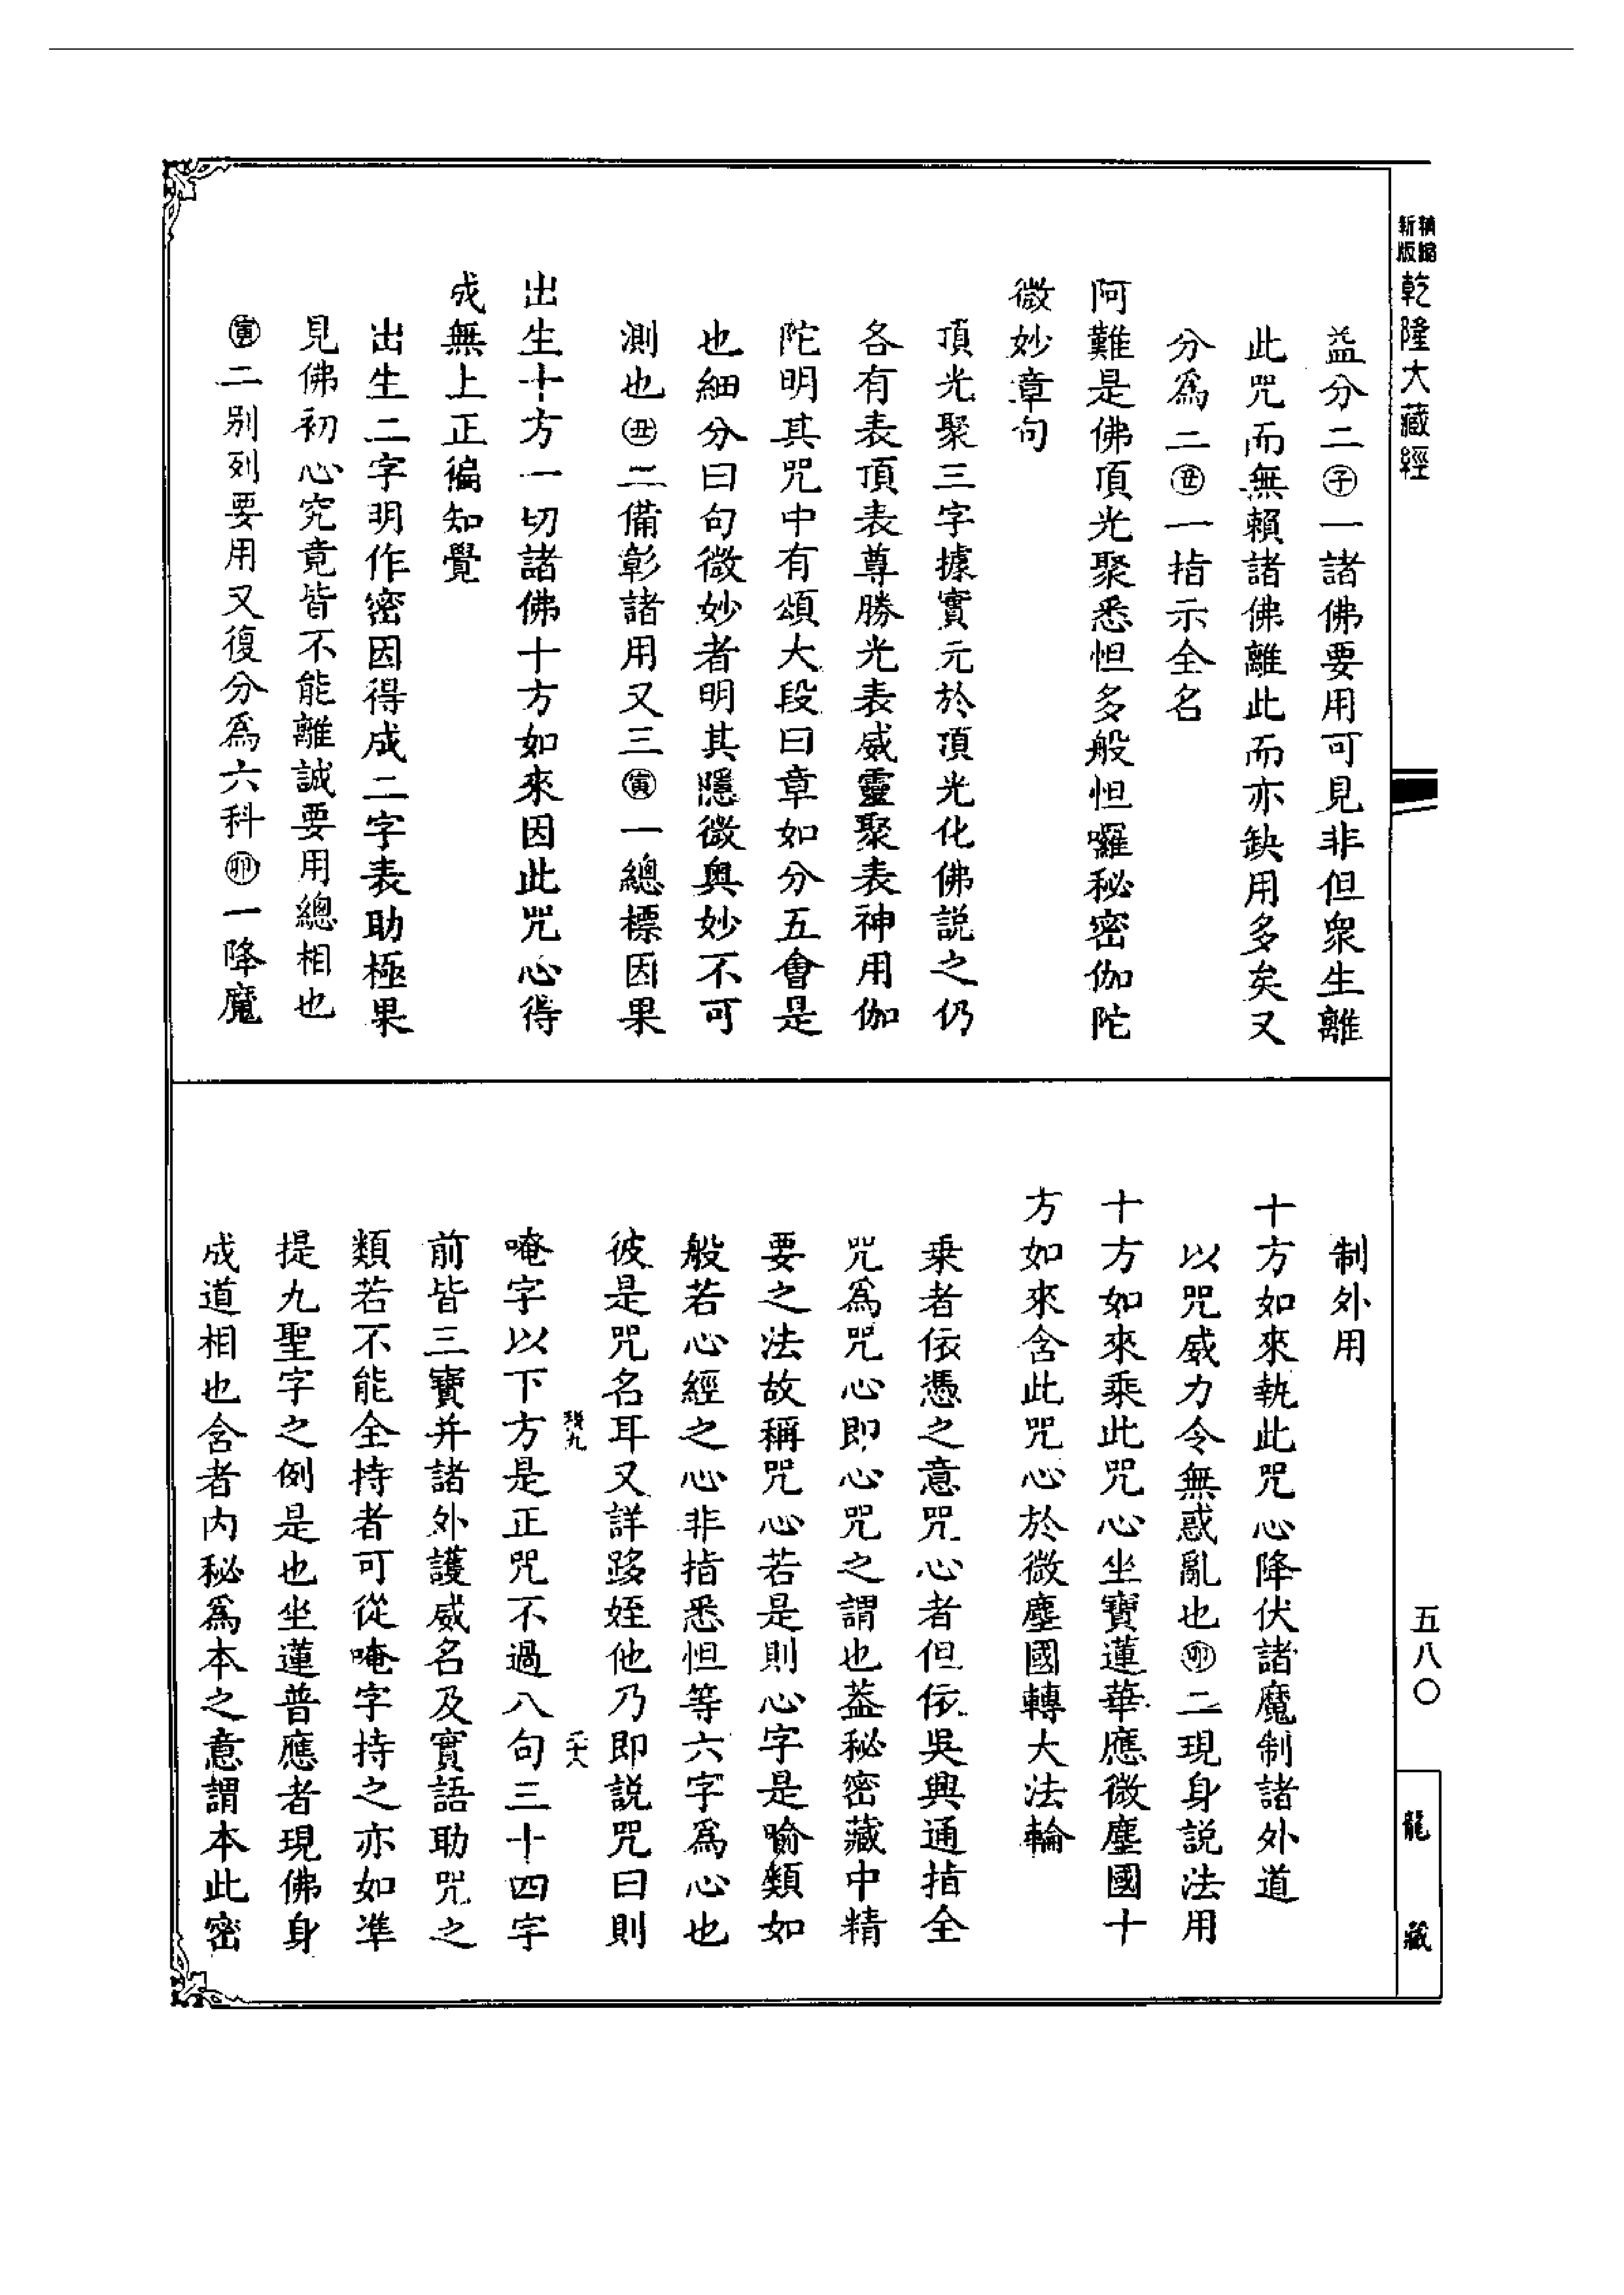 新版精縮
乾隆大藏經
益分二㊛子一諸佛要用可見非但衆生離
此咒而無賴諸佛離此而亦缺用多矣又
分爲二丑一指示全名
阿難是佛頂光聚悉怛多般怛囉秘密伽陀
微妙章句
頂光聚三字據實元於頂光化佛説之仍
各有表頂表尊勝光表威靈聚表神用伽
陀明其咒中有頌大段曰章如分五會是
也細分曰句微妙者明其隱微奥妙不可
測也丑二備彰諸用又三寅一總標因果
出生十方一切諸佛十方如來因此咒心得
成無上正徧知覺
出生二字明作密因得成二字表助極果
見佛初心究竟皆不能離誠要用總相也
寅二别列要用又復分爲六科卯一降魔
制外用
十方如來執此咒心降伏諸魔制諸外道
以咒威力令無惑亂也卯二現身説法用
十方如來乘此咒心坐寶蓮華應微塵國十
方如來含此咒心於微塵國轉大法輪
乗者依憑之意咒心者但依吳興通指全
咒爲咒心即心咒之謂也葢秘密藏中精
要之法故稱咒心若是則心字是喻類如
般若心經之心非指悉怛等六字爲心也
彼是咒名耳又詳跢姪他乃即説咒曰則
唵字以下方是正咒不過八句三十四字
前皆三寶并諸外護威名及實語助咒之
類若不能全持者可從唵字持之亦如準
提九聖字之例是也坐蓮普應者現佛身
成道相也含者内秘爲本之意謂本此密
五八〇
龍藏